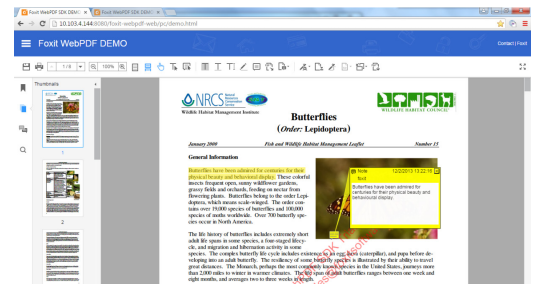 Foxit WebPDF SDK DEMO
Foxit WebPDF SDK DEMO
10.103.4.144:8080/foxit-webpdf-web/pc/demo.html
Foxit WebPDF DEMO
Contact | Foxit
1 / 8
100%
Thumbnails
1
2
NRCS
Natural
Resources
Conservation
Service
Wildlife Habitat Management Institute
WILDLIFE HABITAT COUNCIL
Butterflies
(Order: Lepidoptera)
January 2000
Fish and Wildlife Habitat Management Leaflet
Number 15
General Information
Butterflies have been admired for centuries for their
physical beauty and behavioral display. These colorful
insects frequent open, sunny wildflower gardens,
grassy fields and orchards, feeding on nectar from
flowering plants. Butterflies belong to the order Lepi-
doptera, which means scale-winged. The order con-
tains over 19,000 species of butterflies and 100,000
species of moths worldwide. Over 700 butterfly spe-
cies occur in North America.
Note
12/2/2013 13:22:16
foxit
Butterflies have been admired for
centuries for their physical beauty and
behavioural display.
The life history of butterflies includes extremely short
adult life spans in some species, a four-staged lifecy-
cle, and migration and hibernation activity in some
species. The complex butterfly life cycle includes existence as an egg, larva (caterpillar), and pupa before de-
veloping into an adult butterfly. The resiliency of some butterfly species is illustrated by their ability to travel
great distances. The Monarch, perhaps the most commonly known species in the United States, journeys more
than 2,000 miles to winter in warmer climates. The life span of adult butterflies ranges between one week and
eight months, and averages two to three weeks in length.